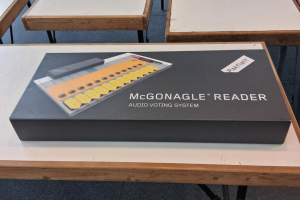 McGONAGLE™ READER
AUDIO VOTING SYSTEM